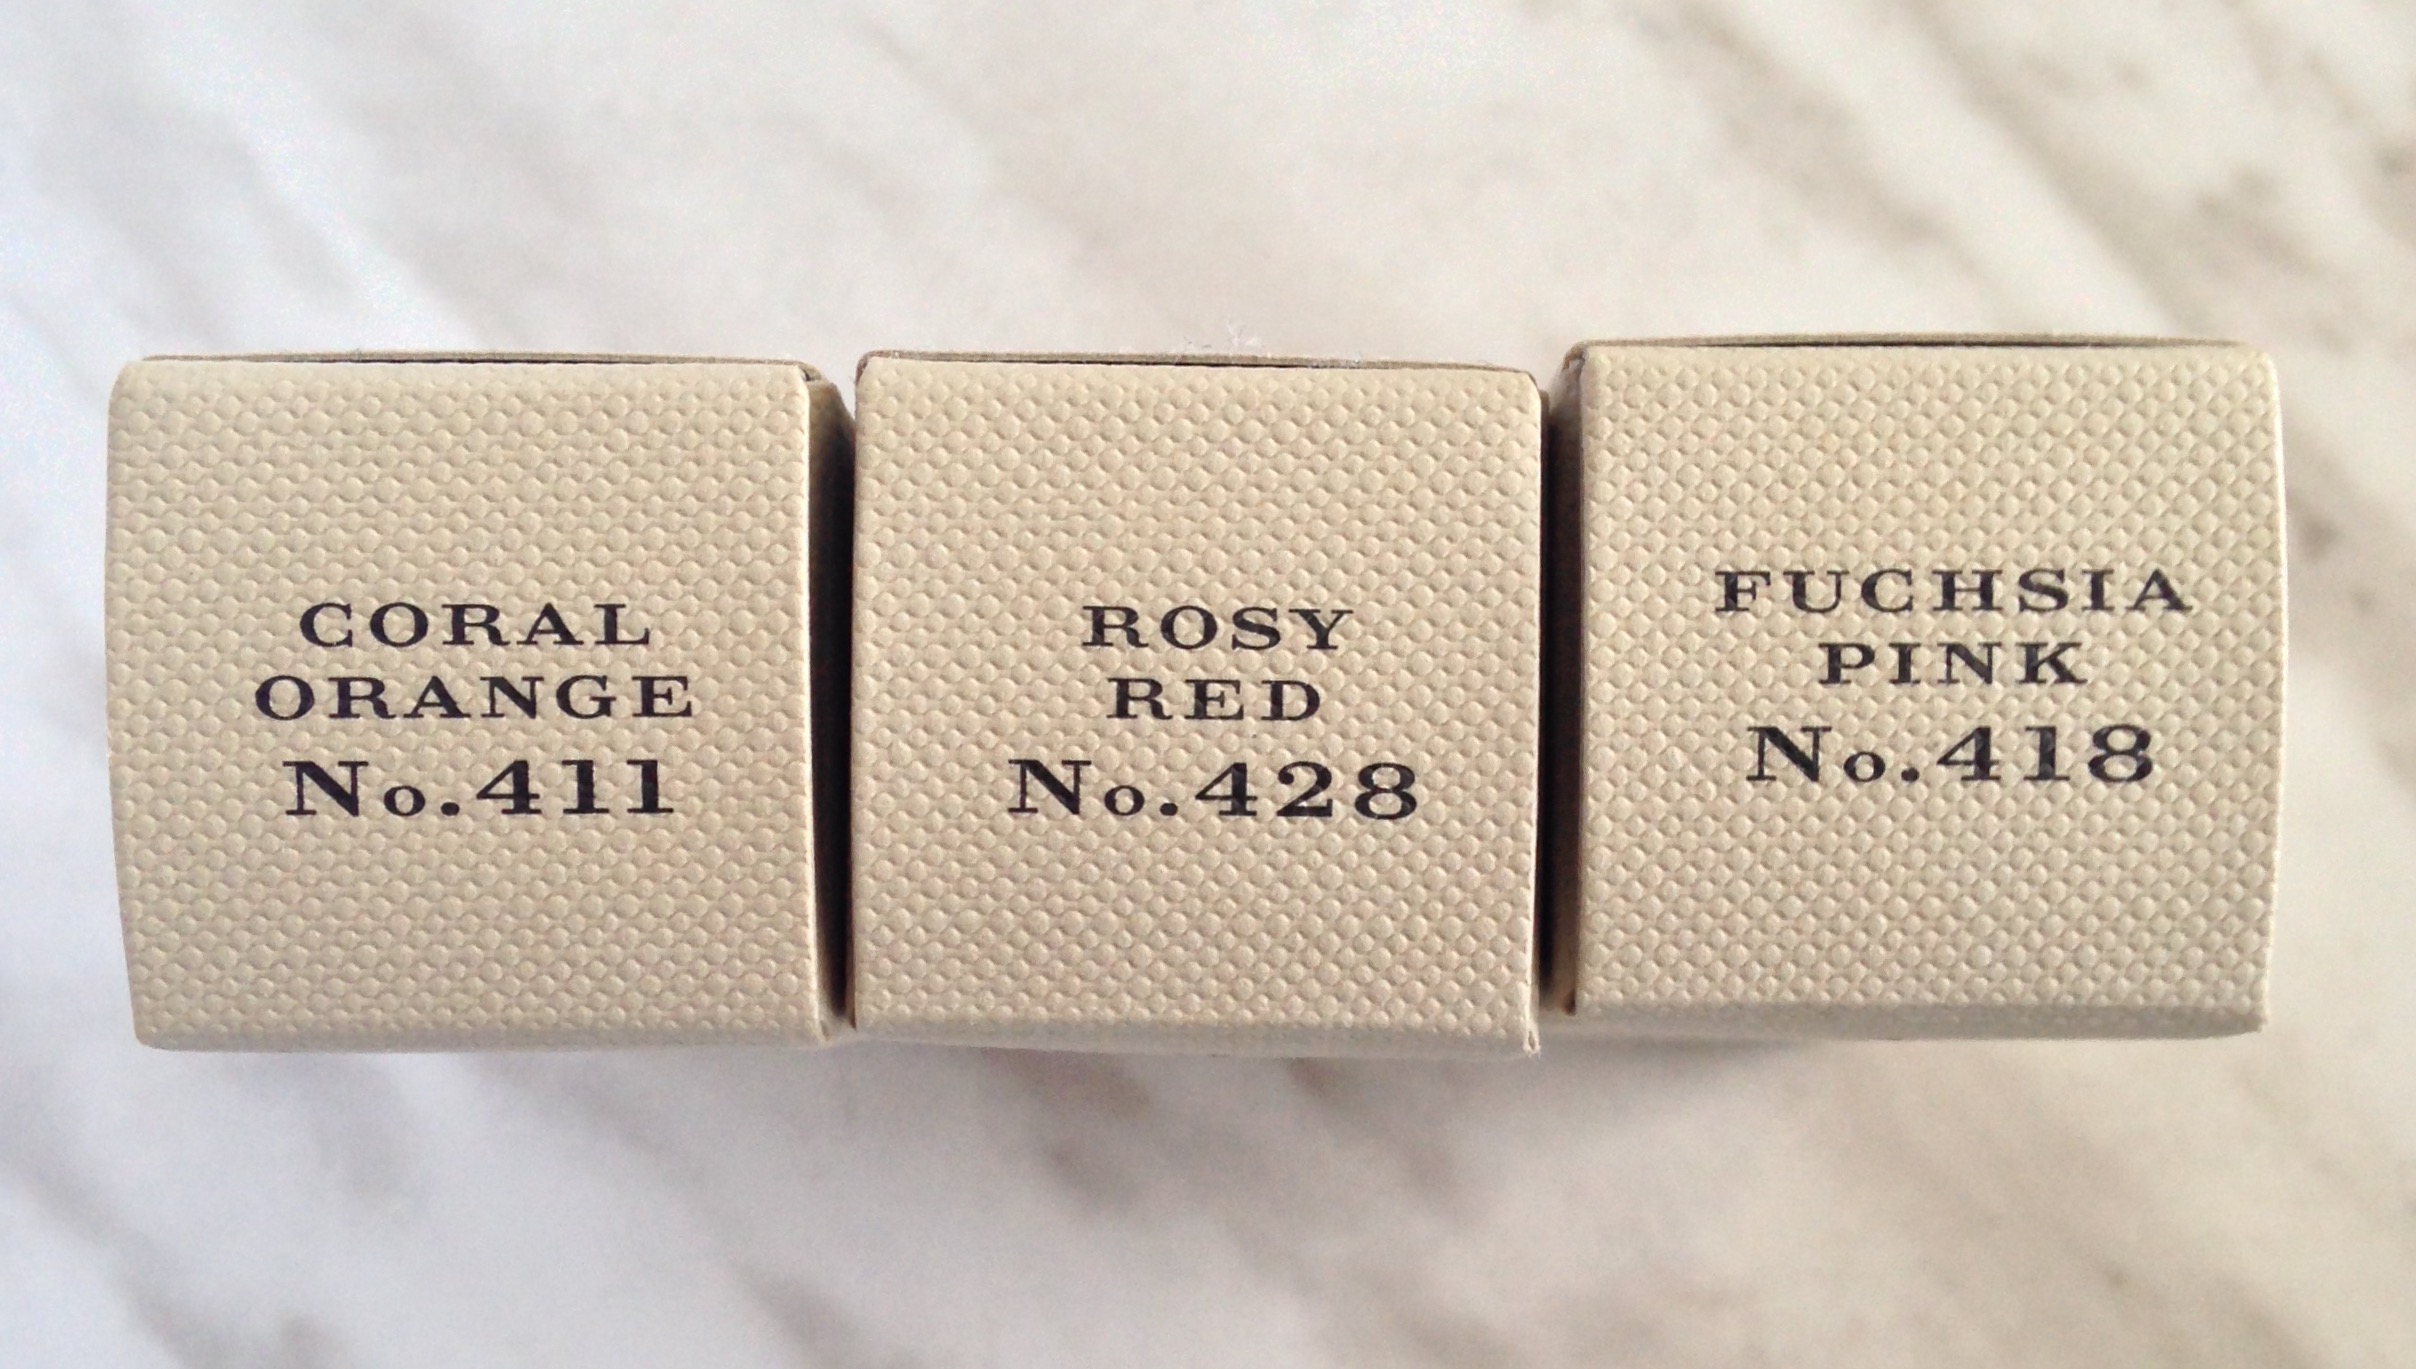 CORAL
ORANGE
No.411
ROSY
RED
No.428
FUCHSIA
PINK
No.418